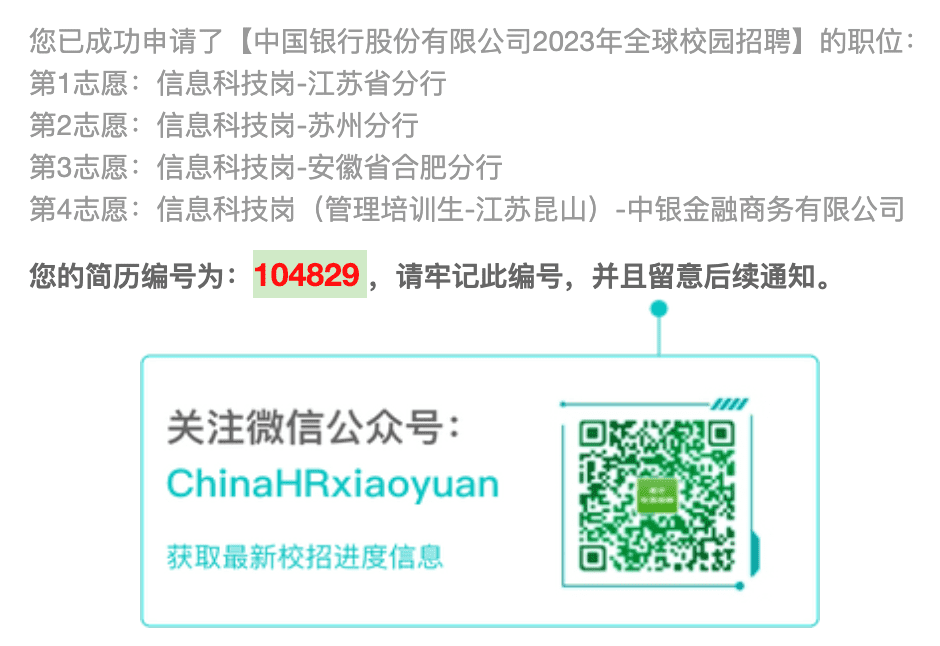 您已成功申请了【中国银行股份有限公司2023年全球校园招聘】的职位：
第1志愿：信息科技岗-江苏省分行
第2志愿：信息科技岗-苏州分行
第3志愿：信息科技岗-安徽省合肥分行
第4志愿：信息科技岗（管理培训生-江苏昆山）-中银金融商务有限公司
您的简历编号为：104829，请牢记此编号，并且留意后续通知。
关注微信公众号：
ChinaHRxiaoyuan
获取最新校招进度信息